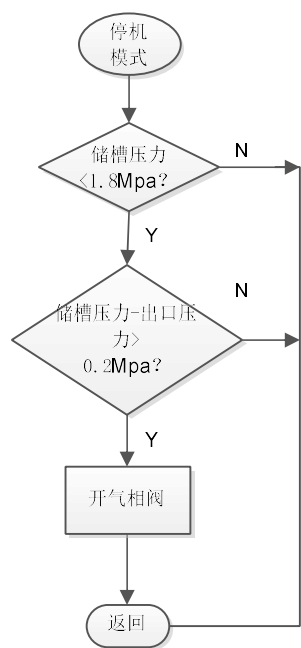 停机
模式
储槽压力
<1.8Mpa?
N
Y
储槽压力-出口压
力>
0.2Mpa?
N
Y
开气相阀
返回